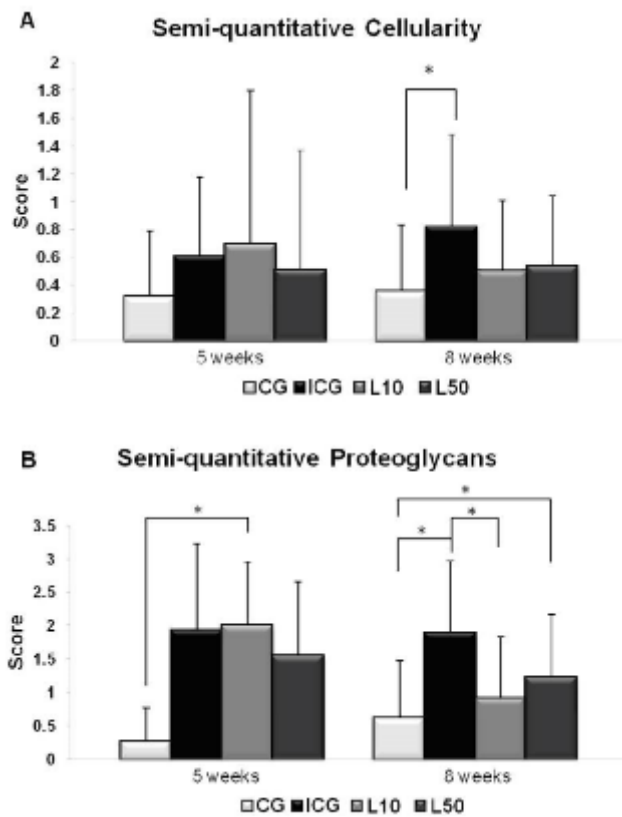 A
Semi-quantitative Cellularity
2
1.8
1.6
1.4
1.2
1
0.8
0.6
0.4
0.2
0
Score
*
5 weeks
8 weeks
CG ICG L10 L50
B
Semi-quantitative Proteoglycans
3.5
3
2.5
2
1.5
1
0.5
0
Score
*
*
*
*
5 weeks
8 weeks
CG ICG L10 L50